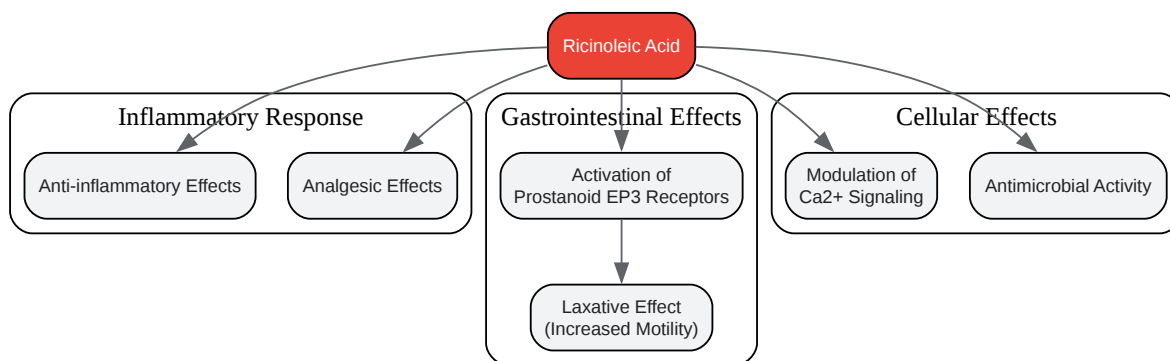 Ricinoleic Acid
Inflammatory Response
Gastrointestinal Effects
Cellular Effects
Anti-inflammatory Effects
Analgesic Effects
Activation of
Prostanoid EP3 Receptors
Modulation of
Ca2+ Signaling
Antimicrobial Activity
Laxative Effect
(Increased Motility)